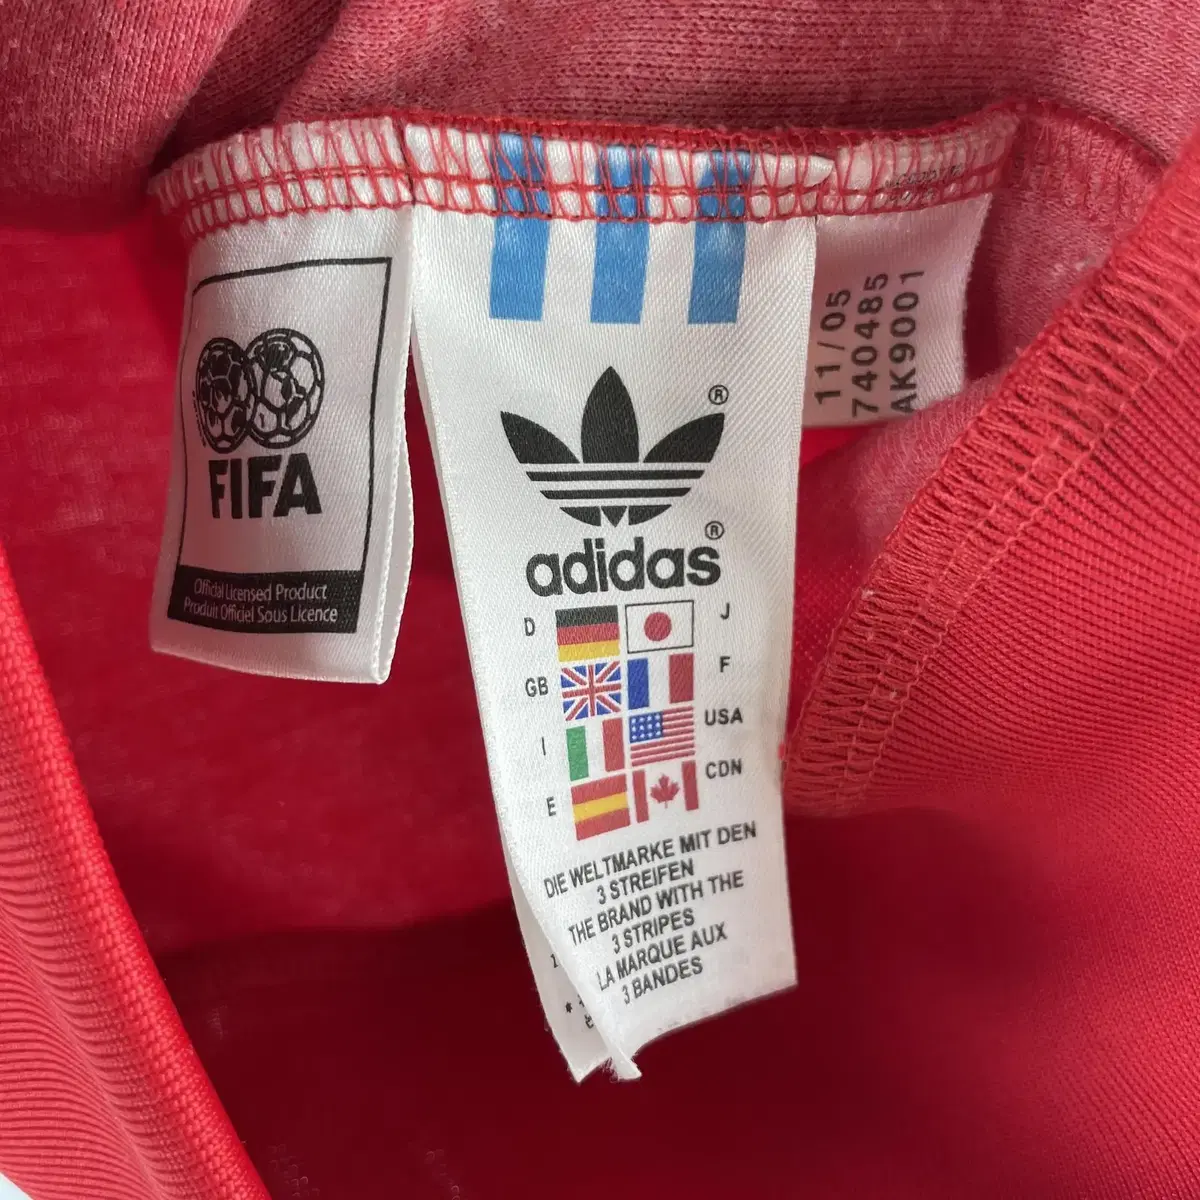 FIFA
Official Licensed Product
Produit Officiel Sous Licence
®
adidas®
D J
GB F
I USA
E CDN
DIE WELTMARKE MIT DEN
3 STREIFEN
THE BRAND WITH THE
3 STRIPES
LA MARQUE AUX
3 BANDES
11/05
740485
AK9001